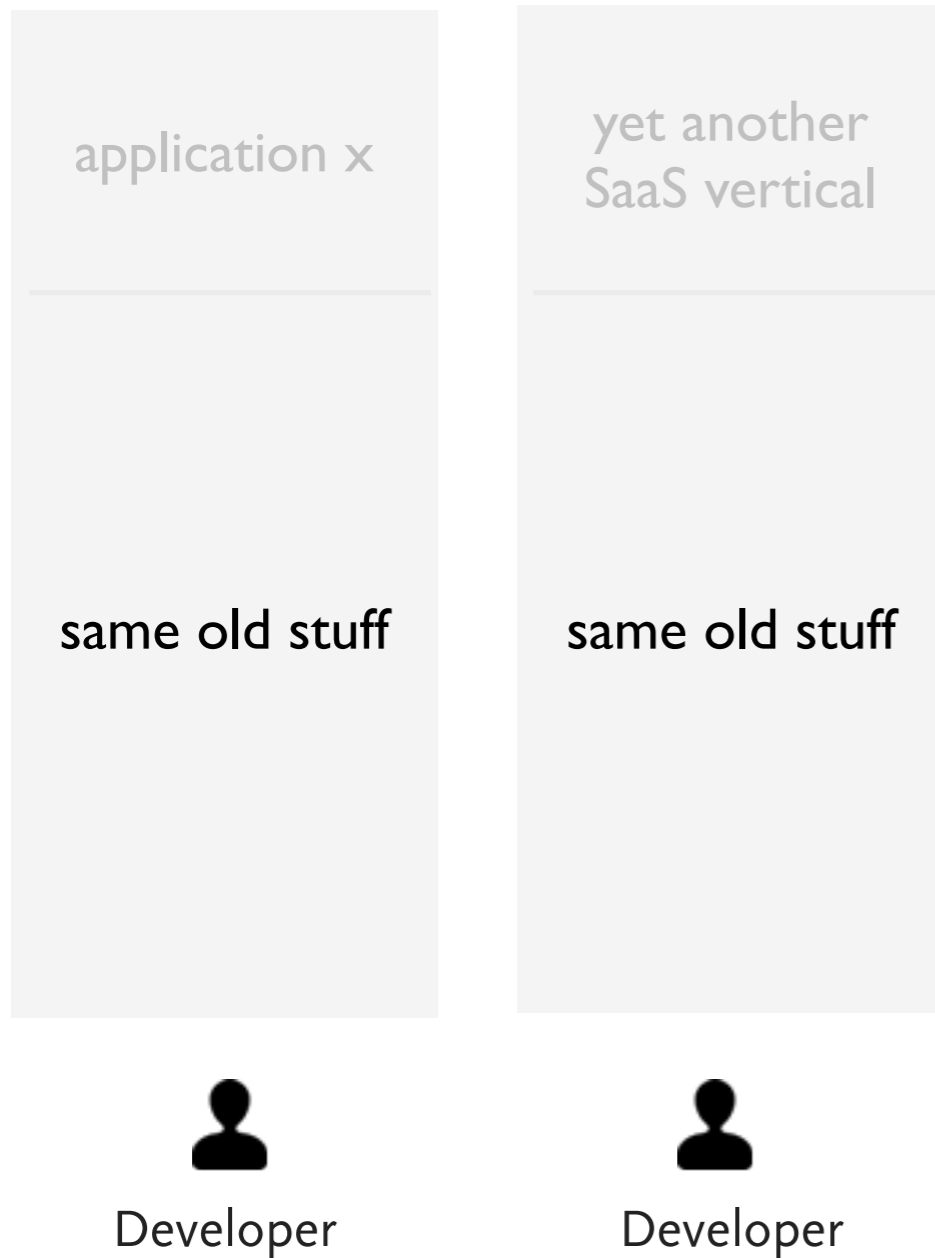 application x
yet another
SaaS vertical
same old stuff
same old stuff
Developer
Developer